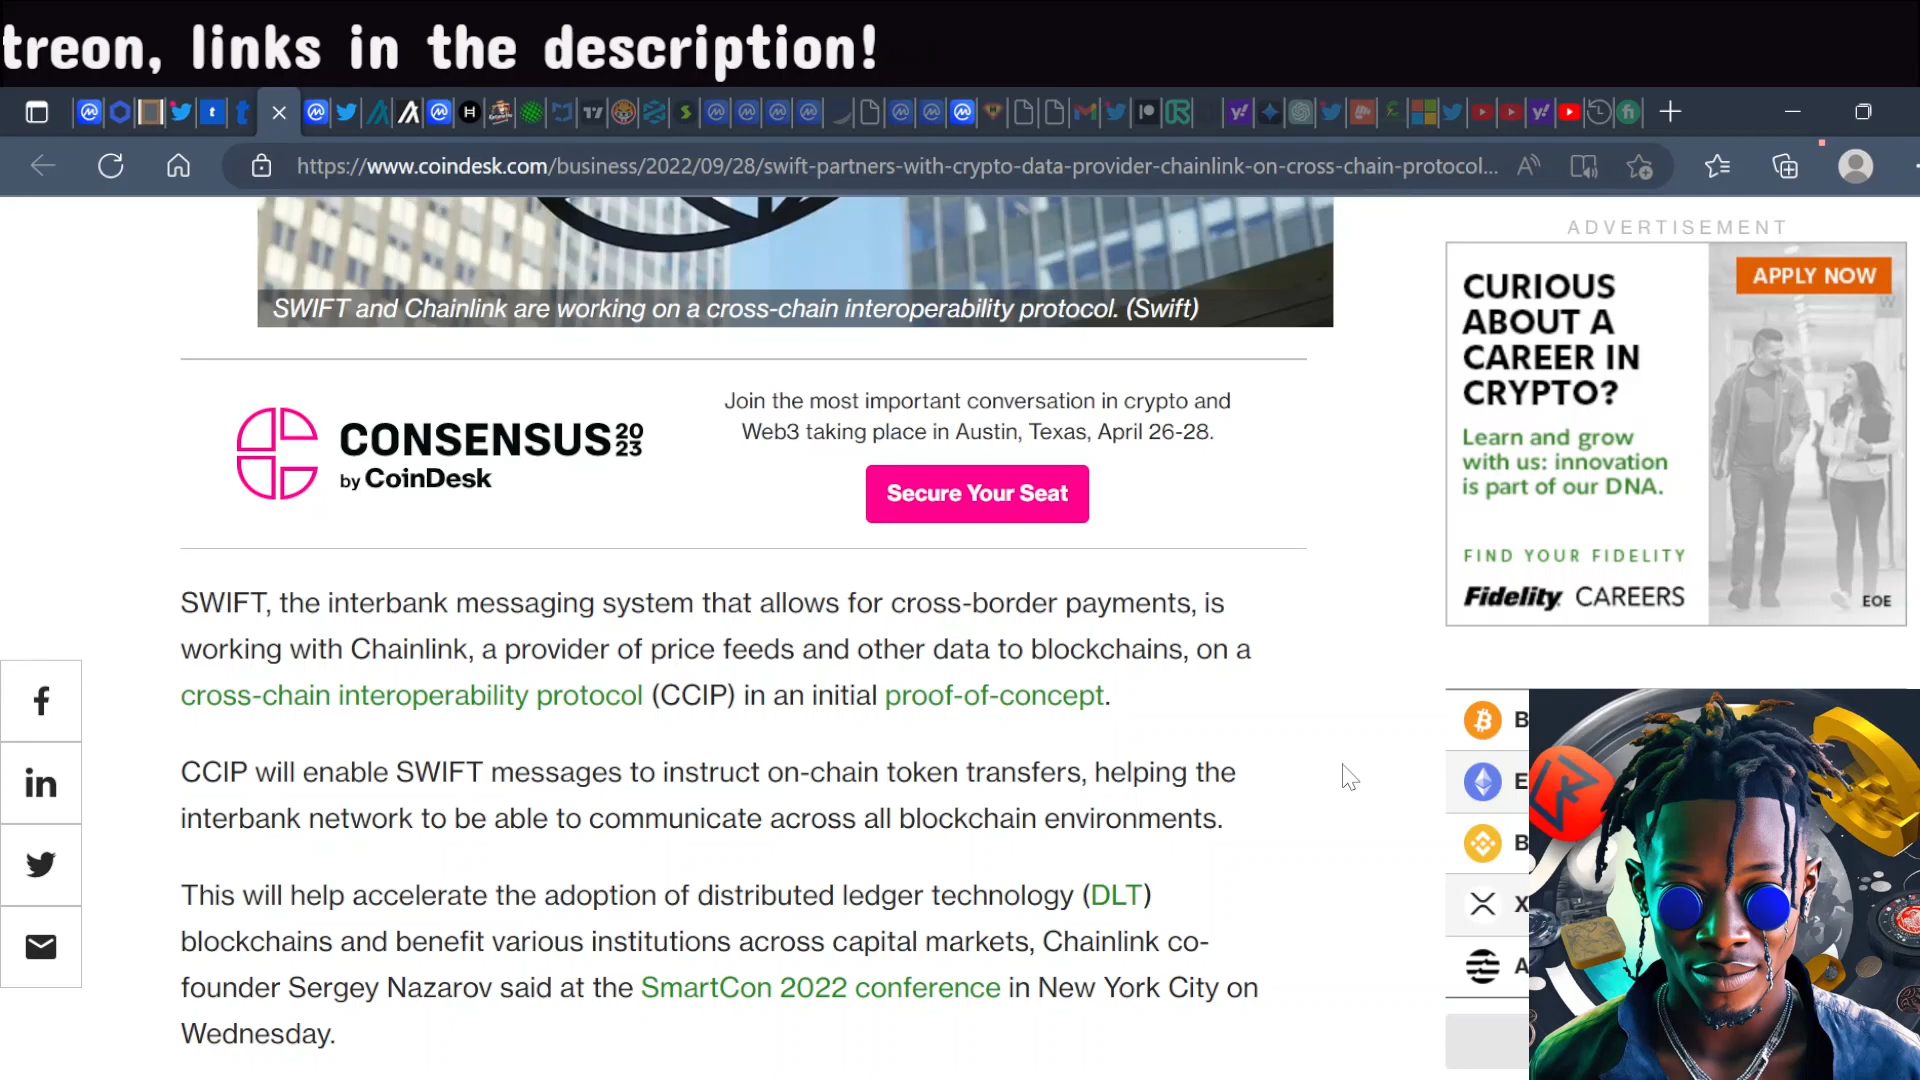 treon, links in the description!
https://www.coindesk.com/business/2022/09/28/swift-partners-with-crypto-data-provider-chainlink-on-cross-chain-protocol...
SWIFT and Chainlink are working on a cross-chain interoperability protocol. (Swift)
CONSENSUS 2023
by CoinDesk
Join the most important conversation in crypto and
Web3 taking place in Austin, Texas, April 26-28.
Secure Your Seat
SWIFT, the interbank messaging system that allows for cross-border payments, is
working with Chainlink, a provider of price feeds and other data to blockchains, on a
cross-chain interoperability protocol (CCIP) in an initial proof-of-concept.
CCIP will enable SWIFT messages to instruct on-chain token transfers, helping the
interbank network to be able to communicate across all blockchain environments.
This will help accelerate the adoption of distributed ledger technology (DLT)
blockchains and benefit various institutions across capital markets, Chainlink co-
founder Sergey Nazarov said at the SmartCon 2022 conference in New York City on
Wednesday.
ADVERTISEMENT
APPLY NOW
CURIOUS
ABOUT A
CAREER IN
CRYPTO?
Learn and grow
with us: innovation
is part of our DNA.
FIND YOUR FIDELITY
Fidelity CAREERS
EOE
B
E
B
X
A